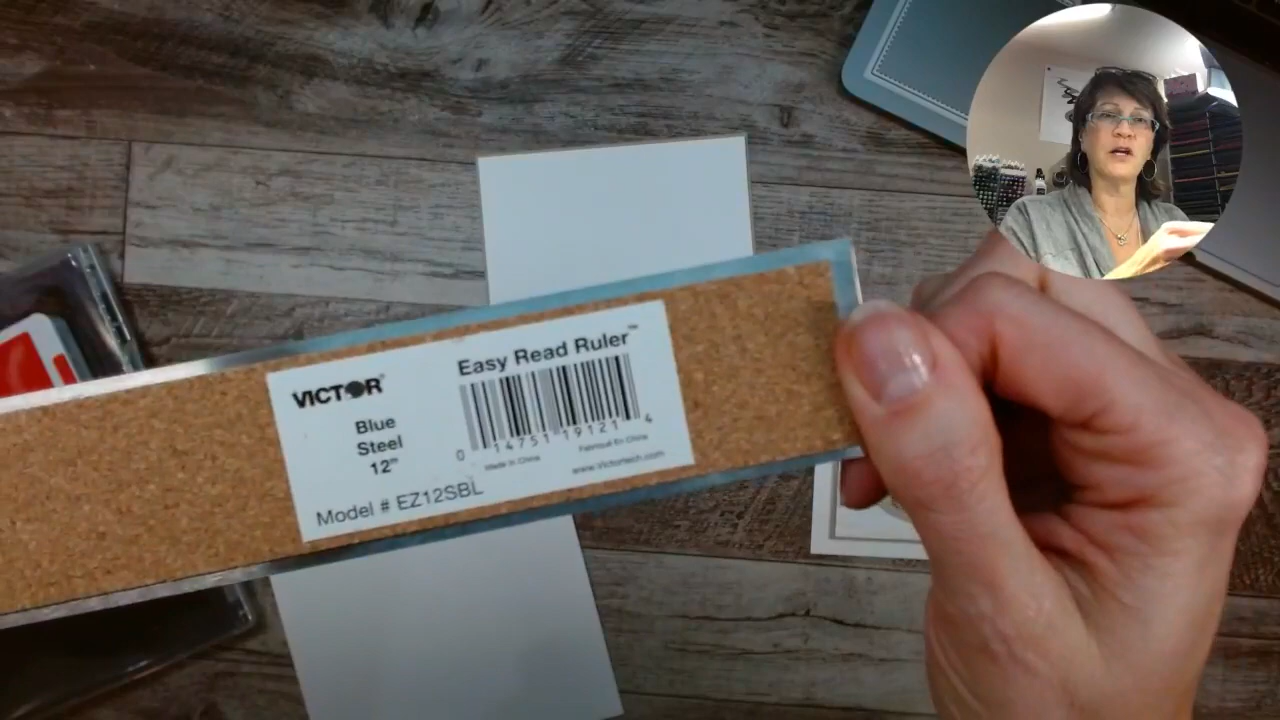 VICTOR®
Blue
Steel
12"
Model # EZ12SBL
Easy Read Ruler™
0 14751 19121 4
Made in China
Fabriqué En China
www.Victortech.com